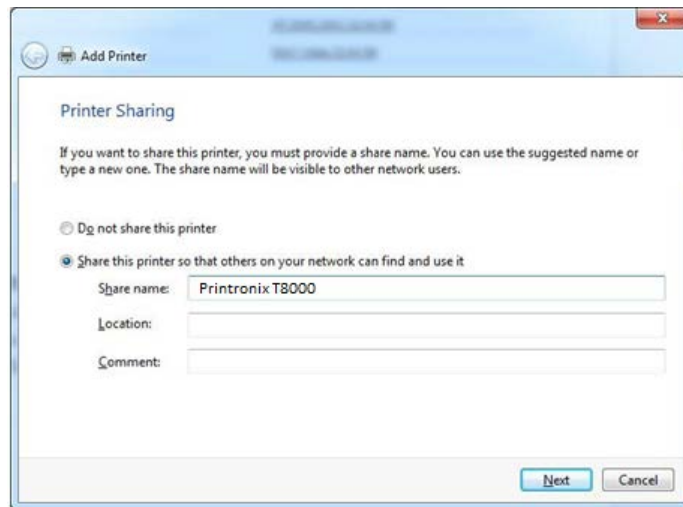 Add Printer
Printer Sharing
If you want to share this printer, you must provide a share name. You can use the suggested name or
type a new one. The share name will be visible to other network users.
Do not share this printer
Share this printer so that others on your network can find and use it
Share name: Printronix T8000
Location:
Comment:
Next Cancel